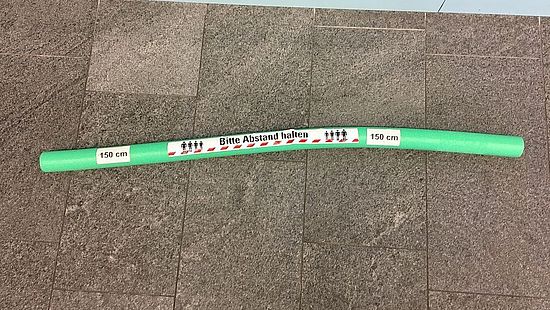 150 cm
Bitte Abstand halten
150 cm